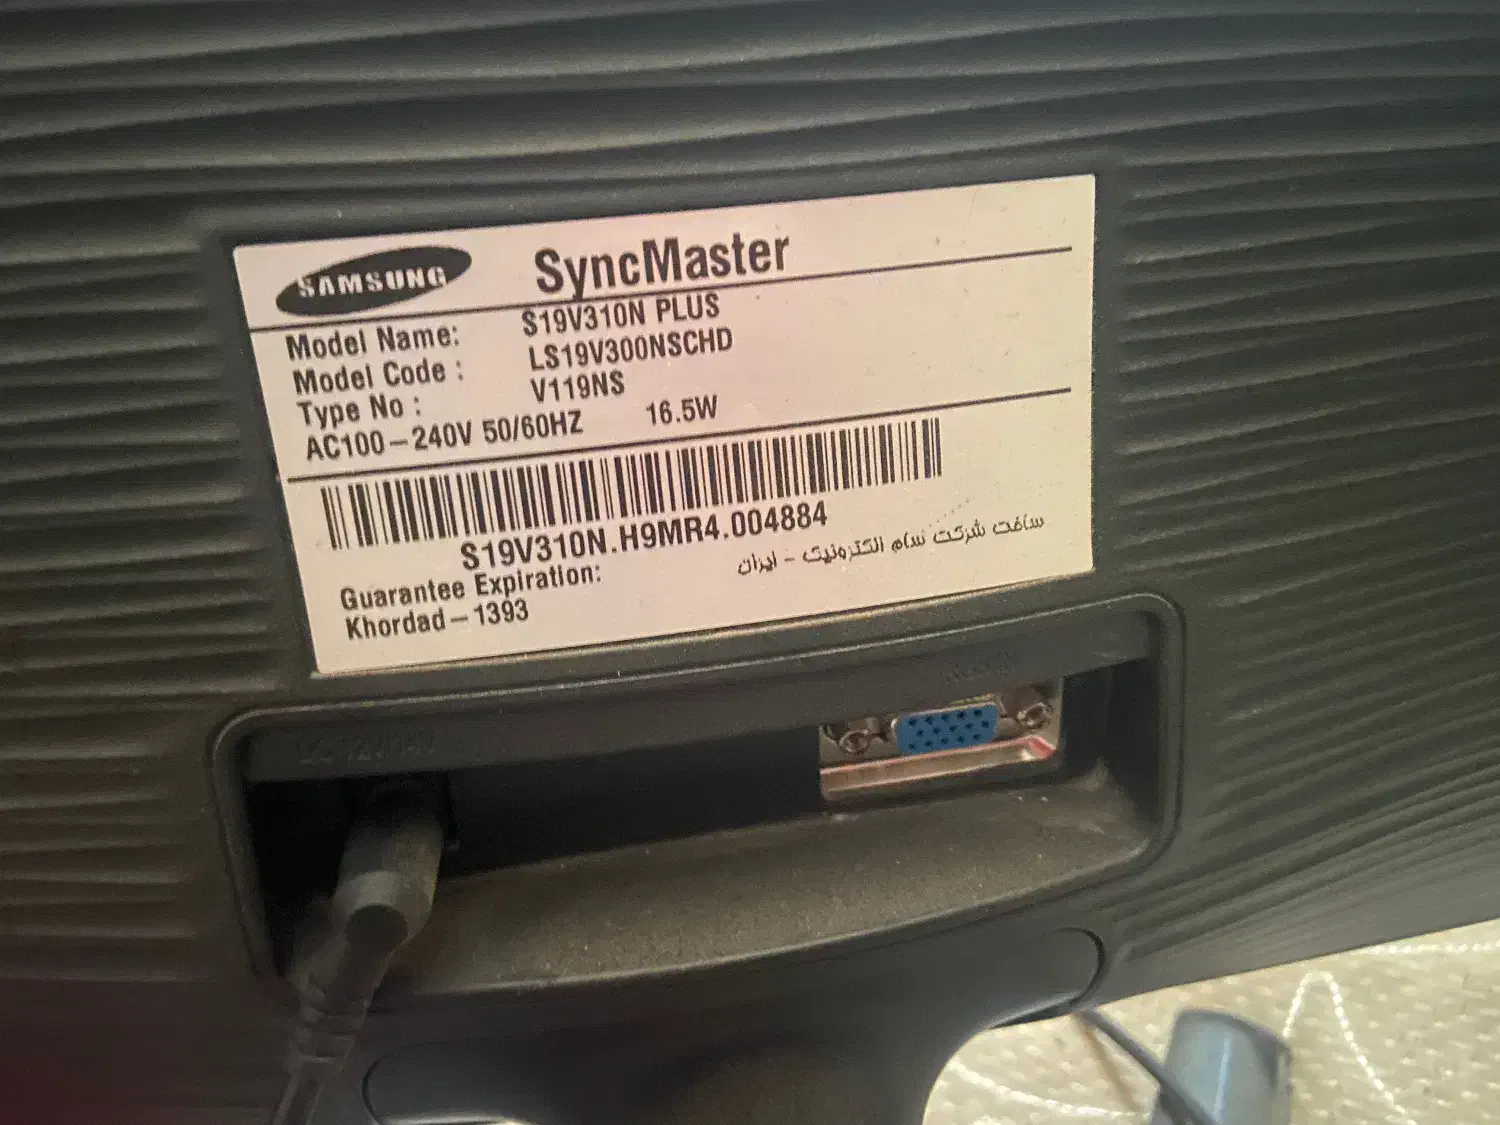 SAMSUNG SyncMaster
Model Name: S19V310N PLUS
Model Code : LS19V300NSCHD
Type No : V119NS
AC100-240V 50/60HZ 16.5W
S19V310N.H9MR4.004884
Guarantee Expiration:
Khordad-1393
ساخت شرکت سام الکترونیک - ایران